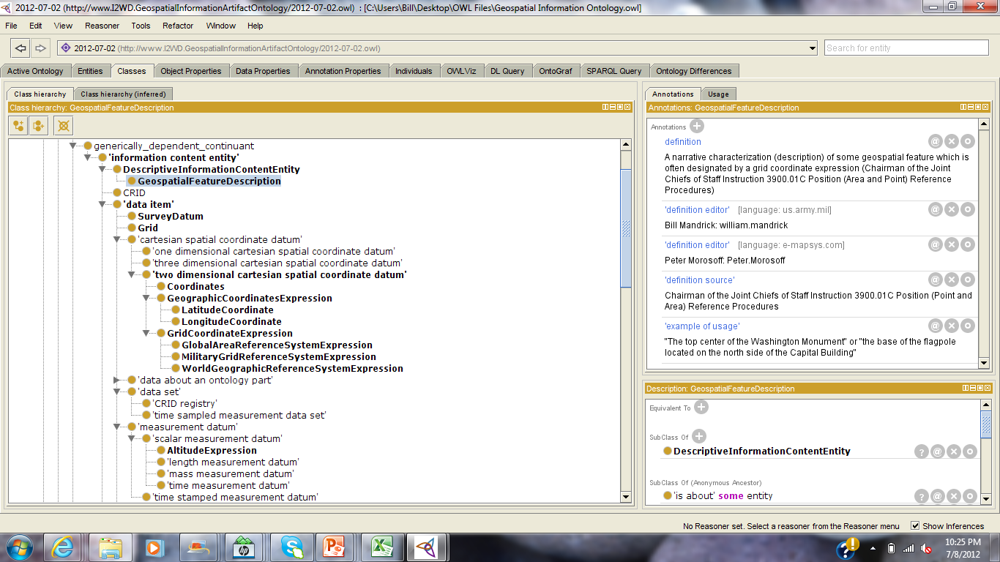 2012-07-02 (http://www.I2WD.GeospatialInformationArtifactOntology/2012-07-02.owl) : [C:\Users\Bill\Desktop\OWL Files\Geospatial Information Ontology.owl]
File Edit View Reasoner Tools Refactor Window Help
2012-07-02 (http://www.I2WD.GeospatialInformationArtifactOntology/2012-07-02.owl)
Search for entity
Active Ontology Entities Classes Object Properties Data Properties Annotation Properties Individuals OWLViz DL Query OntoGraf SPARQL Query Ontology Differences
Class hierarchy Class hierarchy (inferred)
Class hierarchy: GeospatialFeatureDescription
generically_dependent_continuant
'information content entity'
DescriptiveInformationContentEntity
GeospatialFeatureDescription
CRID
'data item'
SurveyDatum
Grid
'cartesian spatial coordinate datum'
'one dimensional cartesian spatial coordinate datum'
'three dimensional cartesian spatial coordinate datum'
'two dimensional cartesian spatial coordinate datum'
Coordinates
GeographicCoordinatesExpression
LatitudeCoordinate
LongitudeCoordinate
GridCoordinateExpression
GlobalAreaReferenceSystemExpression
MilitaryGridReferenceSystemExpression
WorldGeographicReferenceSystemExpression
'data about an ontology part'
'data set'
'CRID registry'
'time sampled measurement data set'
'measurement datum'
'scalar measurement datum'
AltitudeExpression
'length measurement datum'
'mass measurement datum'
'time measurement datum'
'time stamped measurement datum'
Annotations Usage
Annotations: GeospatialFeatureDescription
Annotations
definition
A narrative characterization (description) of some geospatial feature which is
often designated by a grid coordinate expression (Chairman of the Joint
Chiefs of Staff Instruction 3900.01C Position (Area and Point) Reference
Procedures)
'definition editor' [language: us.army.mil]
Bill Mandrick: william.mandrick
'definition editor' [language: e-mapsys.com]
Peter Morosoff: Peter.Morosoff
'definition source'
Chairman of the Joint Chiefs of Staff Instruction 3900.01C Position (Point and
Area) Reference Procedures
'example of usage'
"The top center of the Washington Monument" or "the base of the flagpole
located on the north side of the Capital Building"
Description: GeospatialFeatureDescription
Equivalent To
SubClass Of
DescriptiveInformationContentEntity
SubClass Of (Anonymous Ancestor)
'is about' some entity
No Reasoner set. Select a reasoner from the Reasoner menu Show Inferences
10:25 PM
7/8/2012